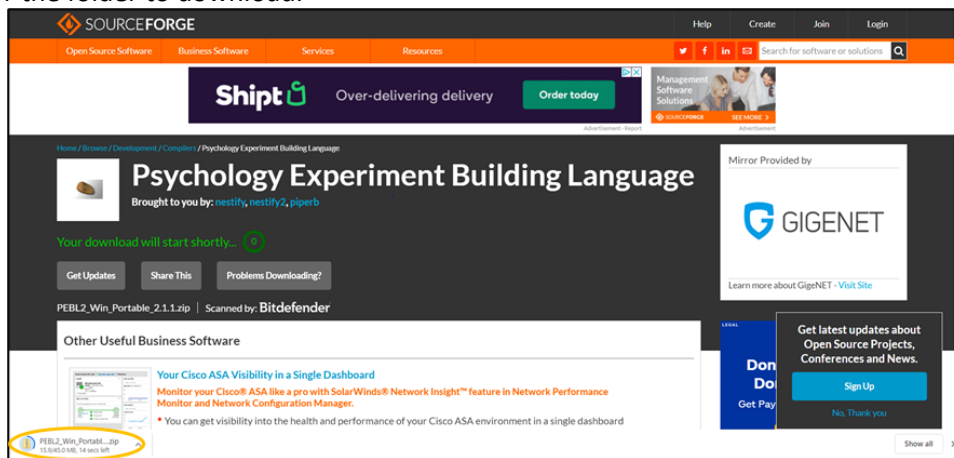 the folder to download.
SOURCEFORGE
Help Create Join Login
Open Source Software Business Software Services Resources
Search for software or solutions
Shipt Over-delivering delivery Order today
Management
Software
Solutions
SOURCEFORGE SEE MORE >
Advertisement - Report
Advertisement
Home / Browse / Development / Compilers / Psychology Experiment Building Language
Psychology Experiment Building Language
Brought to you by: nestify, nestify2, piperb
Mirror Provided by
GIGENET
Learn more about GigeNET - Visit Site
Your download will start shortly... 0
Get Updates Share This Problems Downloading?
PEBL2_Win_Portable_2.1.1.zip | Scanned by: Bitdefender
Other Useful Business Software
Your Cisco ASA Visibility in a Single Dashboard
Monitor your Cisco® ASA like a pro with SolarWinds® Network Insight™ feature in Network Performance
Monitor and Network Configuration Manager.
• You can get visibility into the health and performance of your Cisco ASA environment in a single dashboard
LEGAL
Don
Do
Get Pay
Get latest updates about
Open Source Projects,
Conferences and News.
Sign Up
No, Thank you
PEBL2_Win_Portabl....zip
15.9/45.0 MB, 14 secs left
Show all